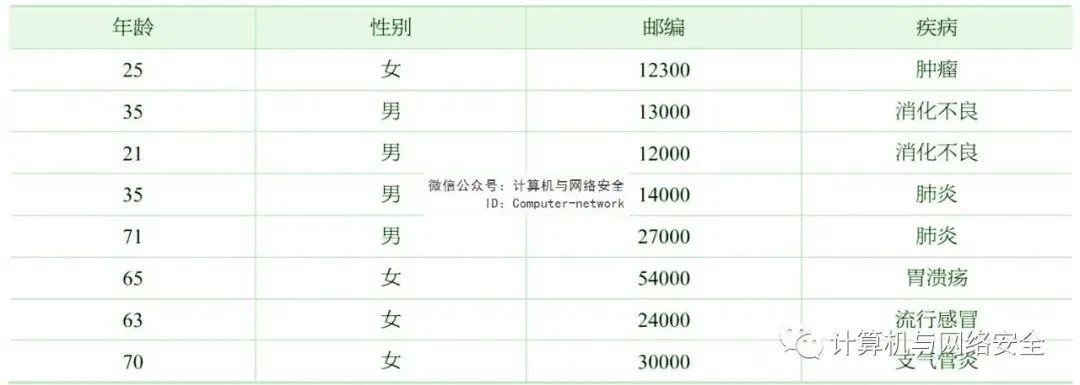 年龄 性别 邮编 疾病
25 女 12300 肿瘤
35 男 13000 消化不良
21 男 12000 消化不良
35 男 14000 肺炎
微信公众号：计算机与网络安全
ID：Computer-network
71 男 27000 肺炎
65 女 54000 胃溃疡
63 女 24000 流行感冒
计算机与网络安全
70 女 30000 支气管炎